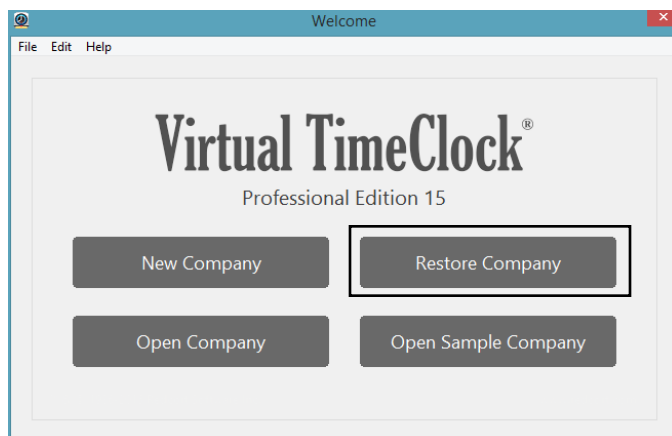 Welcome
File Edit Help
Virtual TimeClock®
Professional Edition 15
New Company Restore Company
Open Company Open Sample Company